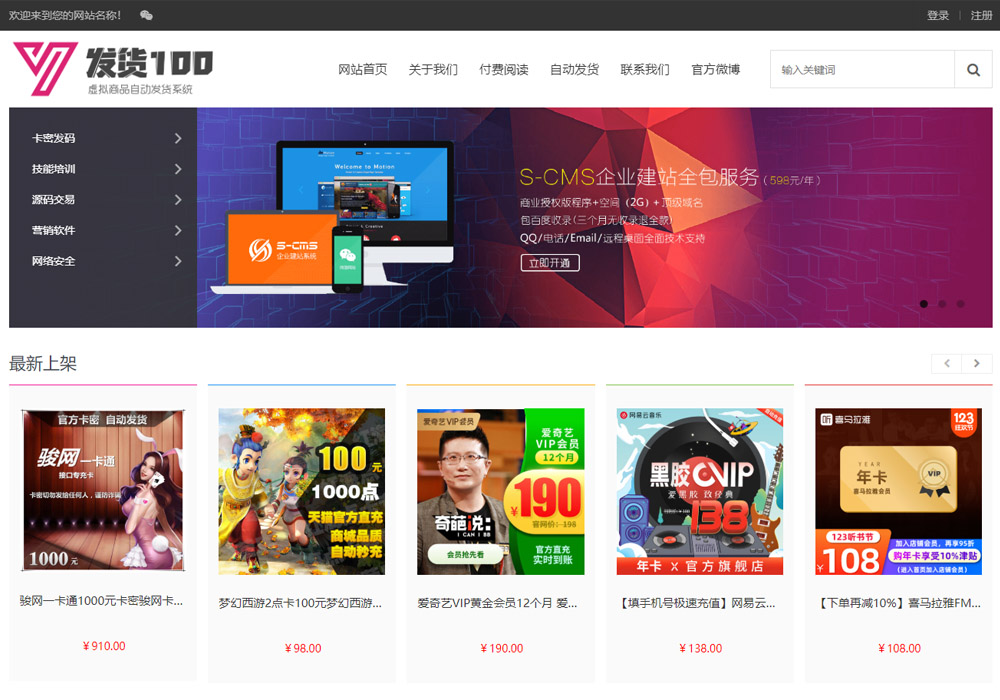 欢迎来到您的网站名称!
登录 | 注册
发货100
虚拟商品自动发货系统
网站首页 关于我们 付费阅读 自动发货 联系我们 官方微博
输入关键词
卡密发码
技能培训
源码交易
营销软件
网络安全
Welcome to Motion
S-CMS
企业建站系统
S-CMS企业建站全包服务(598元/年)
商业授权版程序+空间(2G)+顶级域名
包百度收录(三个月无收录退全款)
QQ/电话/Email/远程桌面全面技术支持
立即开通
最新上架
官方卡密 自动发货
骏网一卡通
接口专充卡
卡密切勿发给任何人，谨防诈骗
1000元
骏网一卡通1000元卡密骏网卡...
￥910.00
100元
1000点
天猫官方直充
商城品质
自动秒充
梦幻西游2点卡100元梦幻西游...
￥98.00
爱奇艺VIP会员
爱奇艺
VIP会员
12个月
￥190
官网价：198
奇葩说:
I CAN I BB
会员抢先看
官方直充
实时到账
爱奇艺VIP黄金会员12个月 爱...
￥190.00
网易云音乐
黑胶VIP
爱黑胶 致经典
138
年卡 X 官方旗舰店
【填手机号极速充值】网易云...
￥138.00
喜马拉雅
123
狂欢节
YEAR
年卡
喜马拉雅会员
VIP
123听书节
￥108
加入店铺会员，再享95折
购年卡享受10%津贴
(进入首页加入店铺会员)
【下单再减10%】喜马拉雅FM...
￥108.00